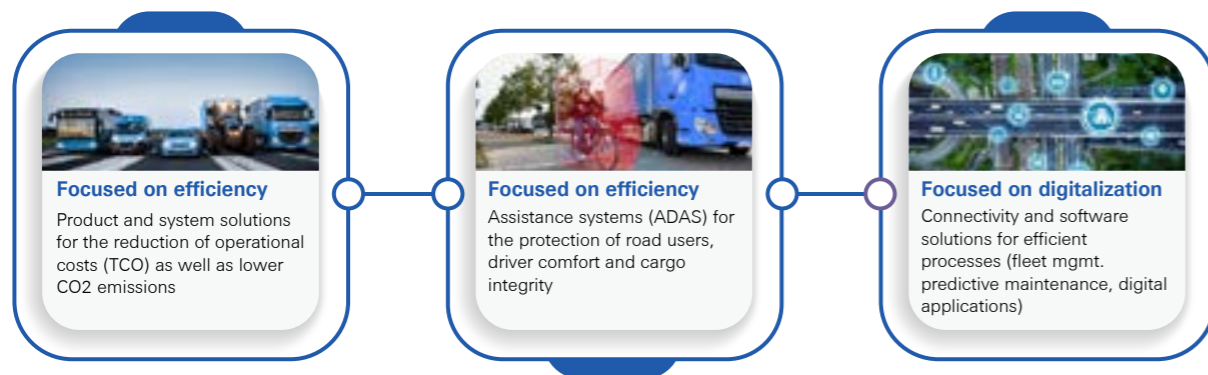 Focused on efficiency
Product and system solutions
for the reduction of operational
costs (TCO) as well as lower
CO2 emissions
Focused on efficiency
Assistance systems (ADAS) for
the protection of road users,
driver comfort and cargo
integrity
Focused on digitalization
Connectivity and software
solutions for efficient
processes (fleet mgmt.
predictive maintenance, digital
applications)